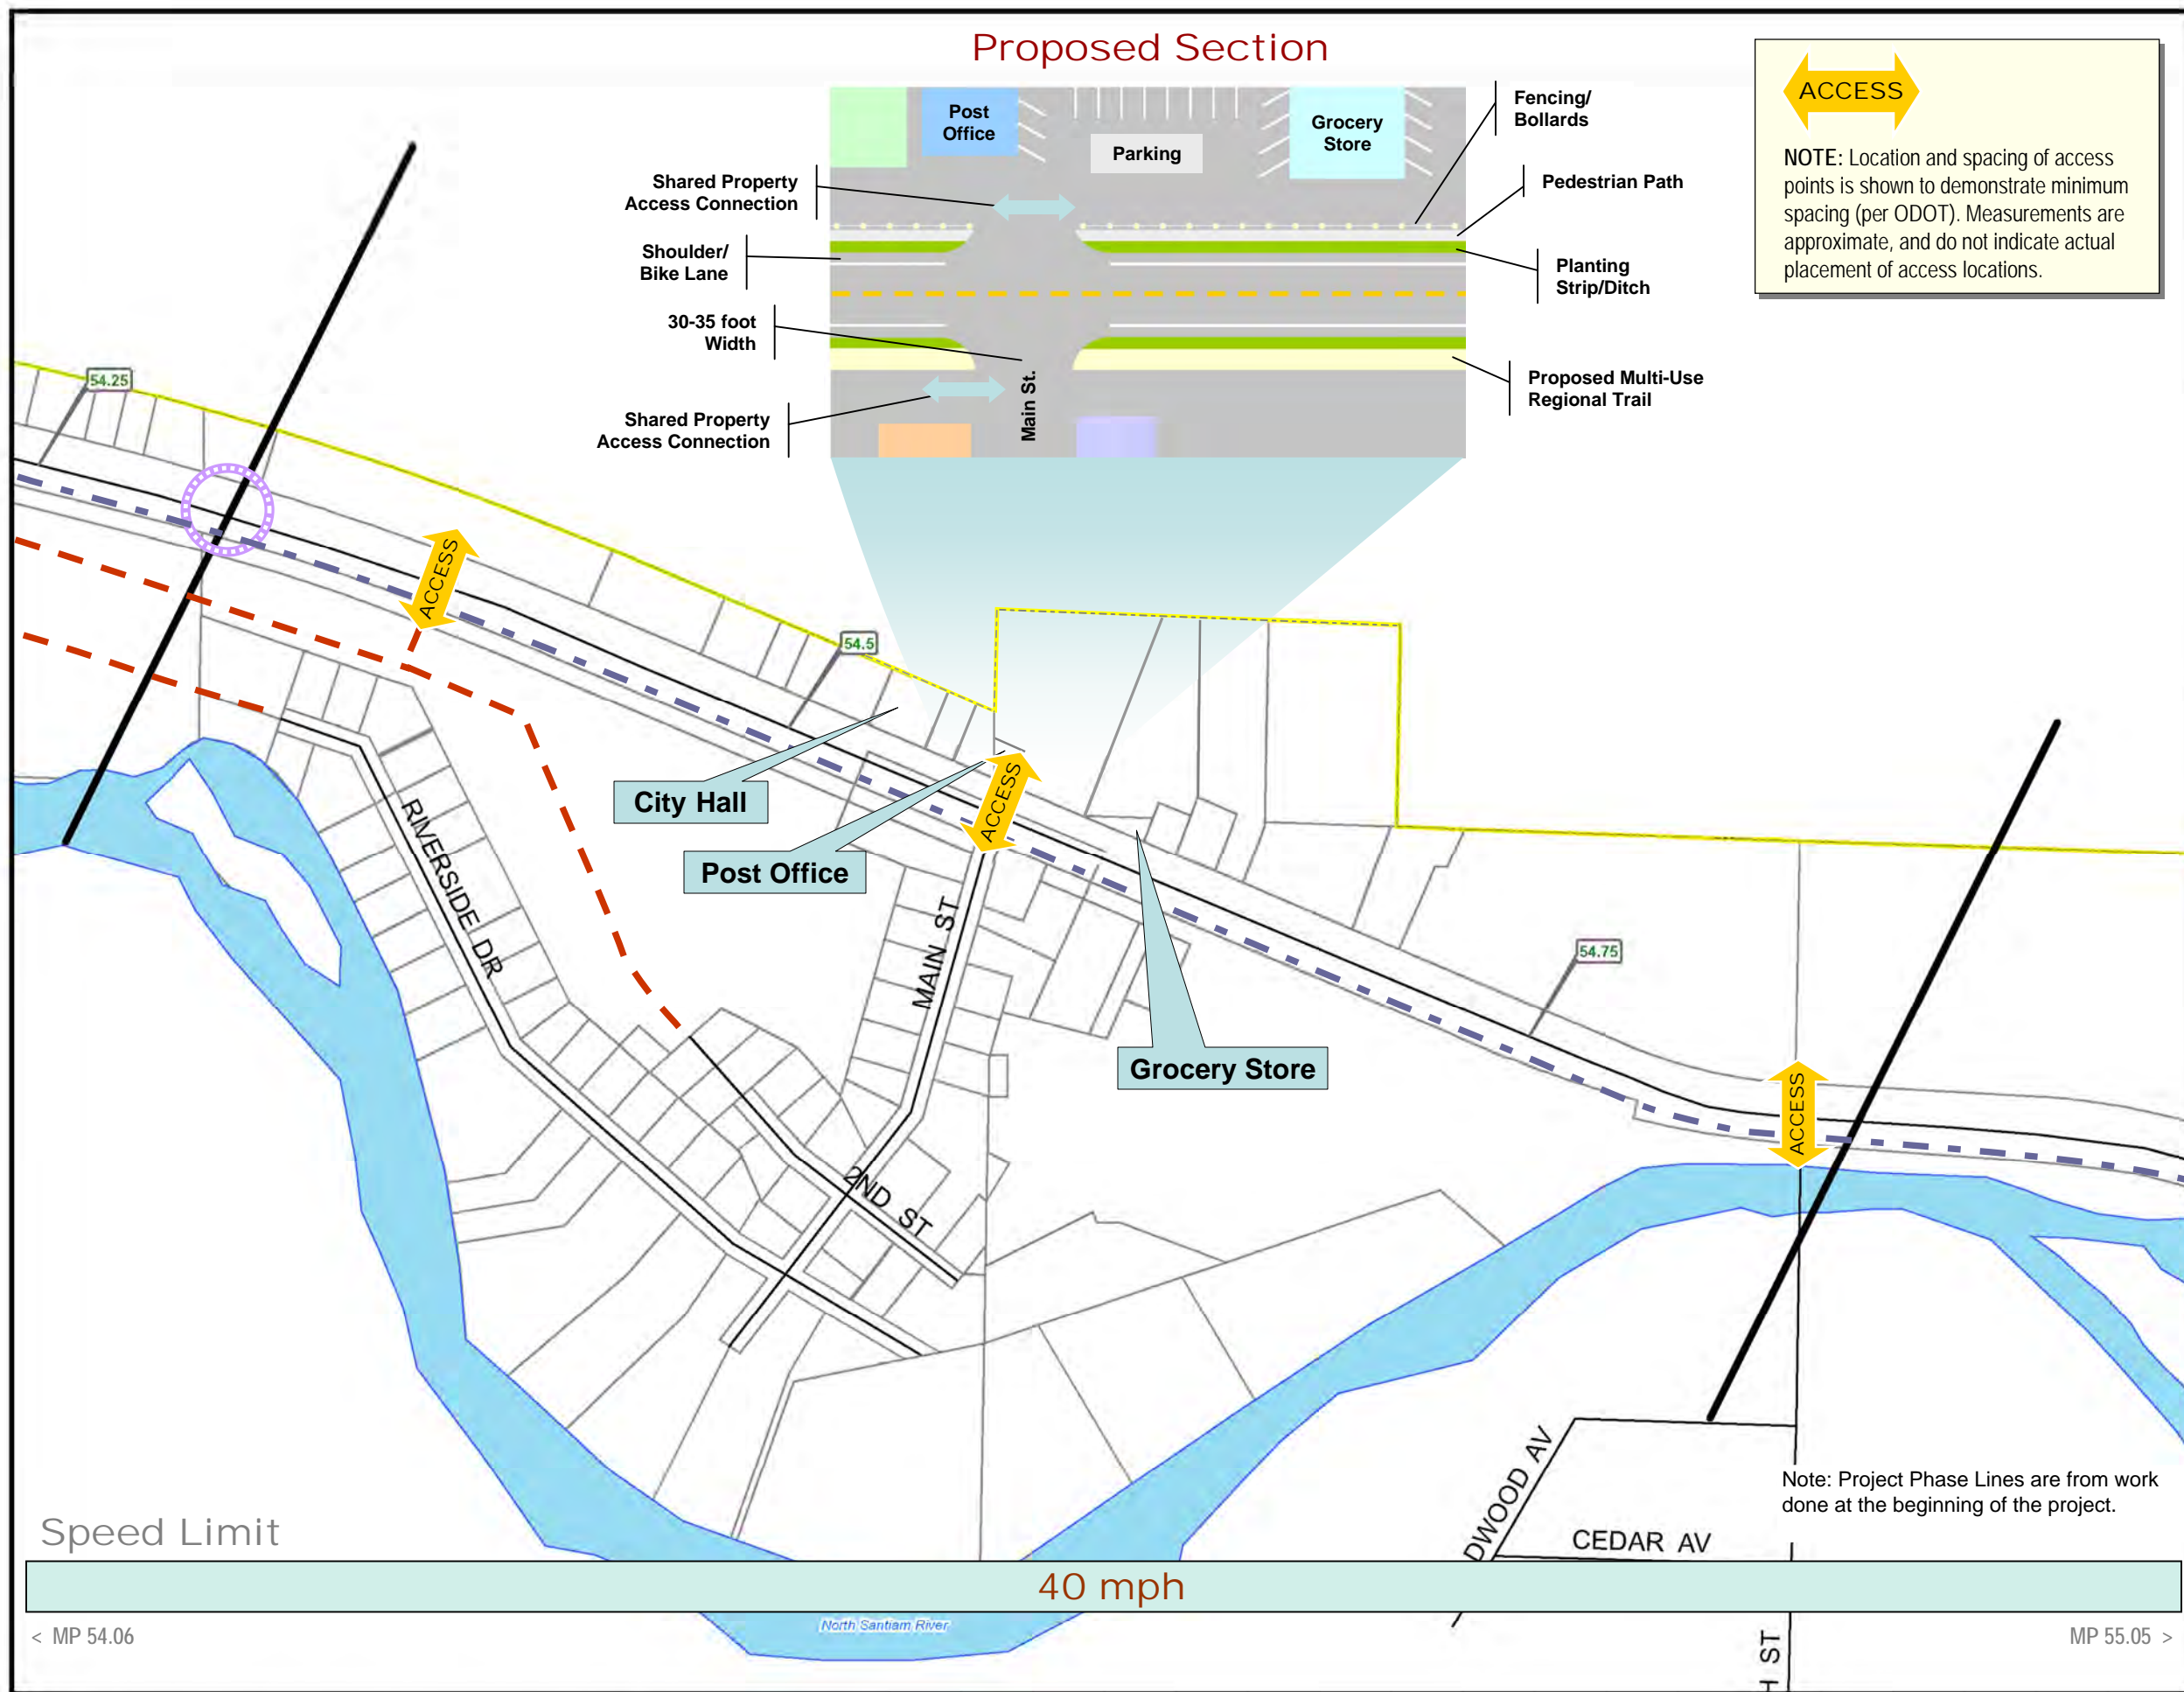 Proposed Section
Post
Office
Parking
Grocery
Store
Main St.
Shared Property
Access Connection
Shoulder/
Bike Lane
30-35 foot
Width
Shared Property
Access Connection
Fencing/
Bollards
Pedestrian Path
Planting
Strip/Ditch
Proposed Multi-Use
Regional Trail
ACCESS
NOTE: Location and spacing of access
points is shown to demonstrate minimum
spacing (per ODOT). Measurements are
approximate, and do not indicate actual
placement of access locations.
54.25
ACCESS
54.5
City Hall
Post Office
ACCESS
RIVERSIDE DR
MAIN ST
54.75
Grocery Store
ACCESS
2ND ST
DWOOD AV
CEDAR AV
Note: Project Phase Lines are from work
done at the beginning of the project.
Speed Limit
40 mph
North Santiam River
< MP 54.06
MP 55.05 >
H ST